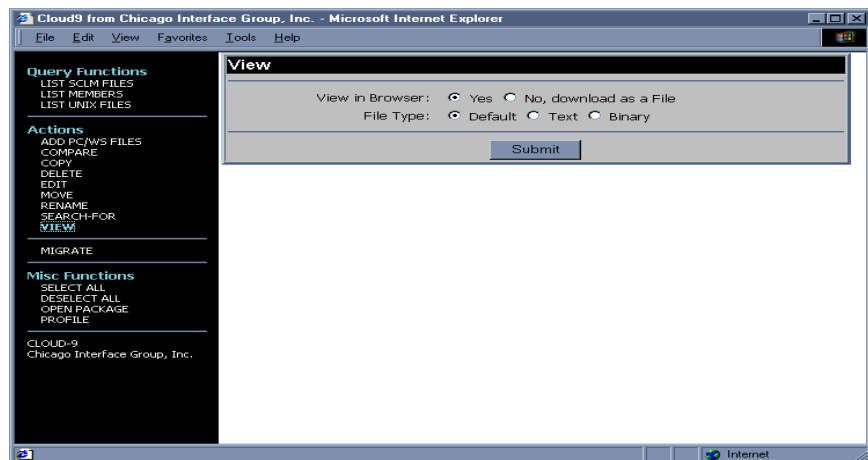 Cloud9 from Chicago Interface Group, Inc. - Microsoft Internet Explorer
File Edit View Favorites Tools Help
Query Functions
LIST SCLM FILES
LIST MEMBERS
LIST UNIX FILES
Actions
ADD PC/WS FILES
COMPARE
COPY
DELETE
EDIT
MOVE
RENAME
SEARCH-FOR
VIEW
MIGRATE
Misc Functions
SELECT ALL
DESELECT ALL
OPEN PACKAGE
PROFILE
CLOUD-9
Chicago Interface Group, Inc.
View
View in Browser: Yes No, download as a File
File Type: Default Text Binary
Submit
Internet